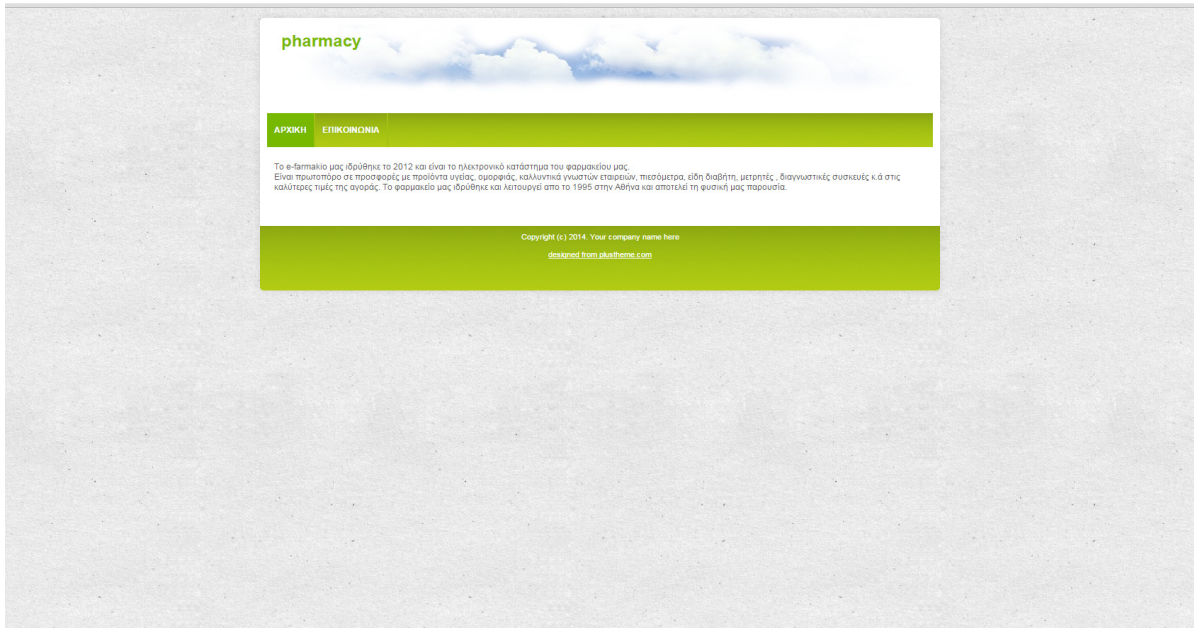 pharmacy
ΑΡΧΙΚΗ ΕΠΙΚΟΙΝΩΝΙΑ
Το e-farmakio μας ιδρύθηκε το 2012 και είναι το ηλεκτρονικό κατάστημα του φαρμακείου μας.
Είναι πρωτοπόρο σε προσφορές με προϊόντα υγείας, ομορφιάς, καλλυντικά γνωστών εταιρειών, πιεσόμετρα, είδη διαβήτη, μετρητές , διαγνωστικές συσκευές κ.ά στις
καλύτερες τιμές της αγοράς. Το φαρμακείο μας ιδρύθηκε και λειτουργεί απο το 1995 στην Αθήνα και αποτελεί τη φυσική μας παρουσία.
Copyright (c) 2014. Your company name here
designed from plustheme.com